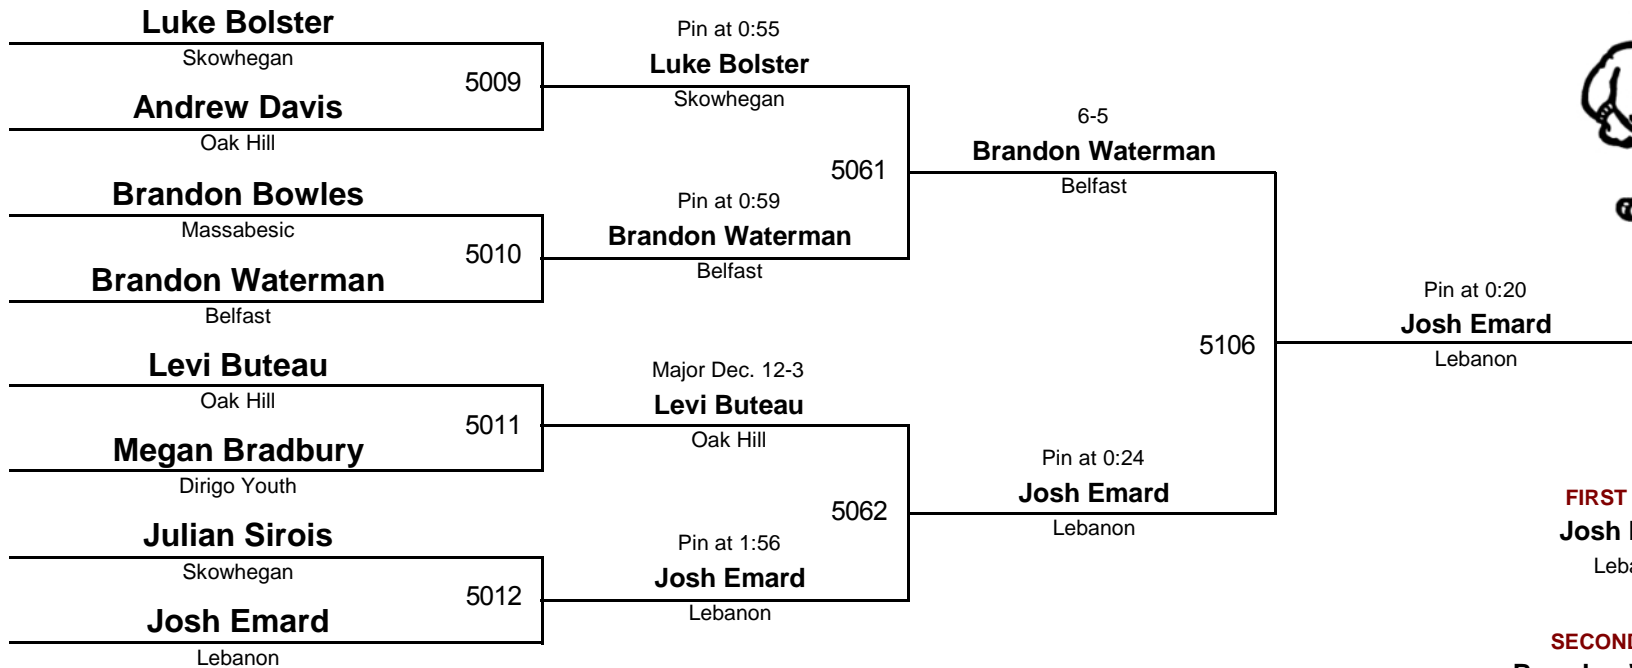 Luke Bolster
Skowhegan
5009
Andrew Davis
Oak Hill
Brandon Bowles
Massabesic
5010
Brandon Waterman
Belfast
Levi Buteau
Oak Hill
5011
Megan Bradbury
Dirigo Youth
Julian Sirois
Skowhegan
5012
Josh Emard
Lebanon
Pin at 0:55
Luke Bolster
Skowhegan
5061
Pin at 0:59
Brandon Waterman
Belfast
Major Dec. 12-3
Levi Buteau
Oak Hill
5062
Pin at 1:56
Josh Emard
Lebanon
6-5
Brandon Waterman
Belfast
5106
Pin at 0:24
Josh Emard
Lebanon
Pin at 0:20
Josh Emard
Lebanon
FIRST
Josh
SECOND